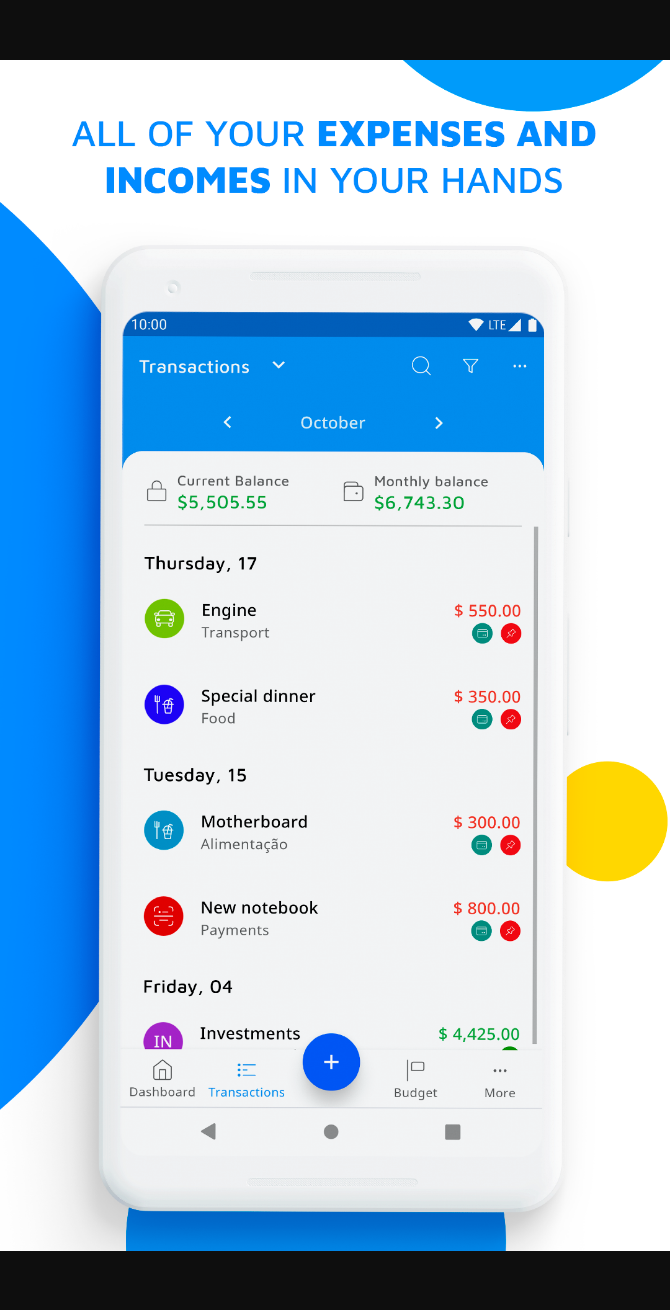 ALL OF YOUR EXPENSES AND
INCOMES IN YOUR HANDS
10:00 LTE
Transactions
October
Current Balance Monthly balance
$5,505.55 $6,743.30
Thursday, 17
Engine $ 550.00
Transport
Special dinner $ 350.00
Food
Tuesday, 15
Motherboard $ 300.00
Alimentação
New notebook $ 800.00
Payments
Friday, 04
Investments $ 4,425.00
IN
Dashboard Transactions Budget More